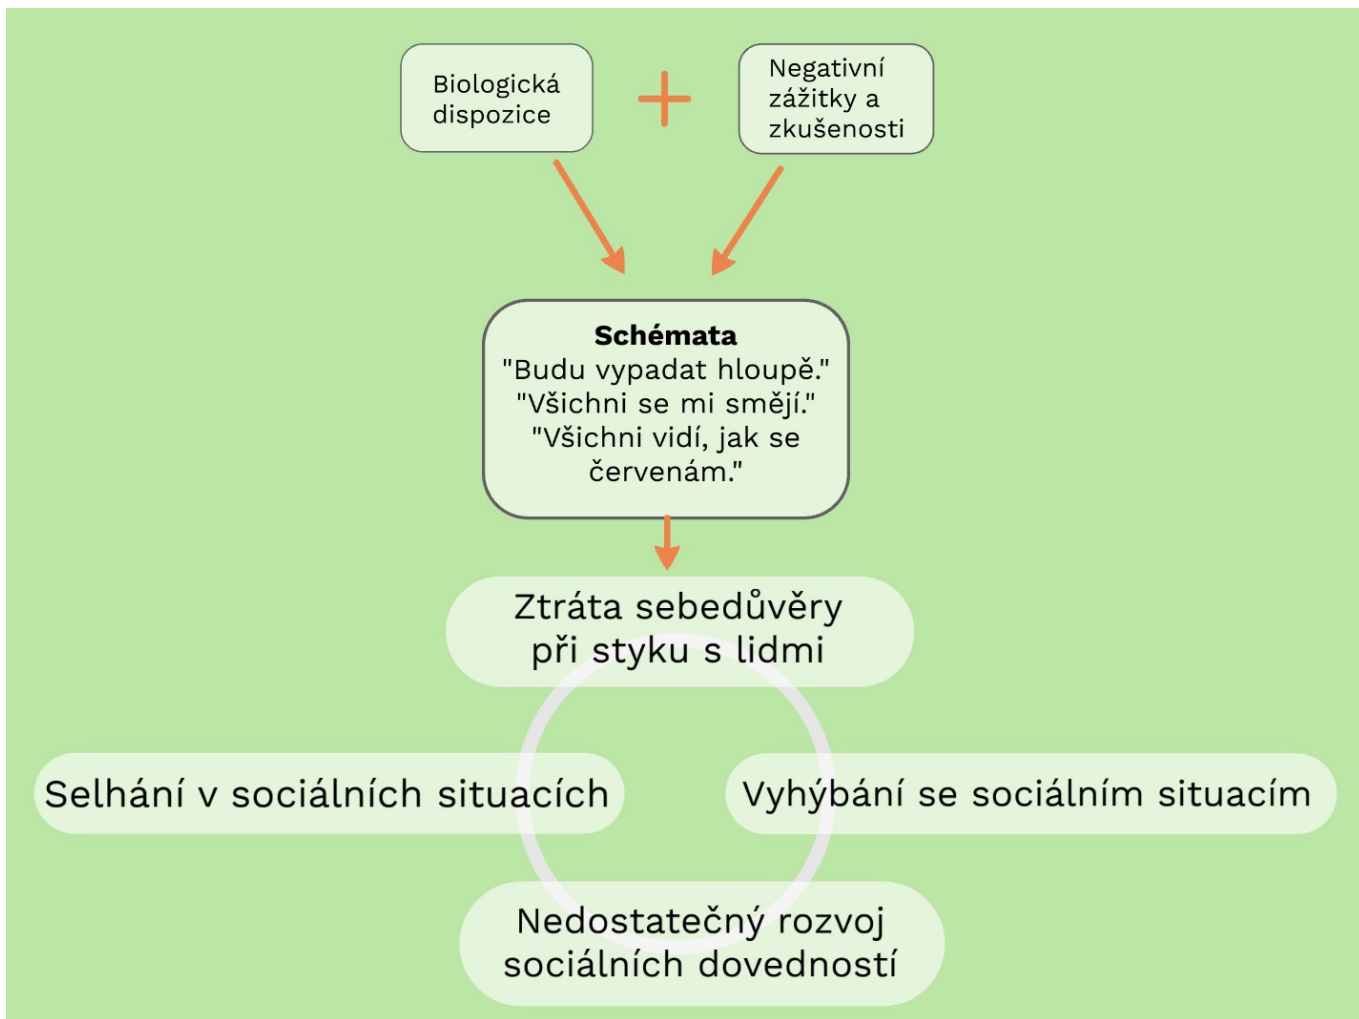 Biologická
dispozice
+
Negativní
zážitky a
zkušenosti
Schémata
"Budu vypadat hloupě."
"Všichni se mi smějí."
"Všichni vidí, jak se
červenám."
Ztráta sebedůvěry
při styku s lidmi
Selhání v sociálních situacích
Vyhýbání se sociálním situacím
Nedostatečný rozvoj
sociálních dovedností